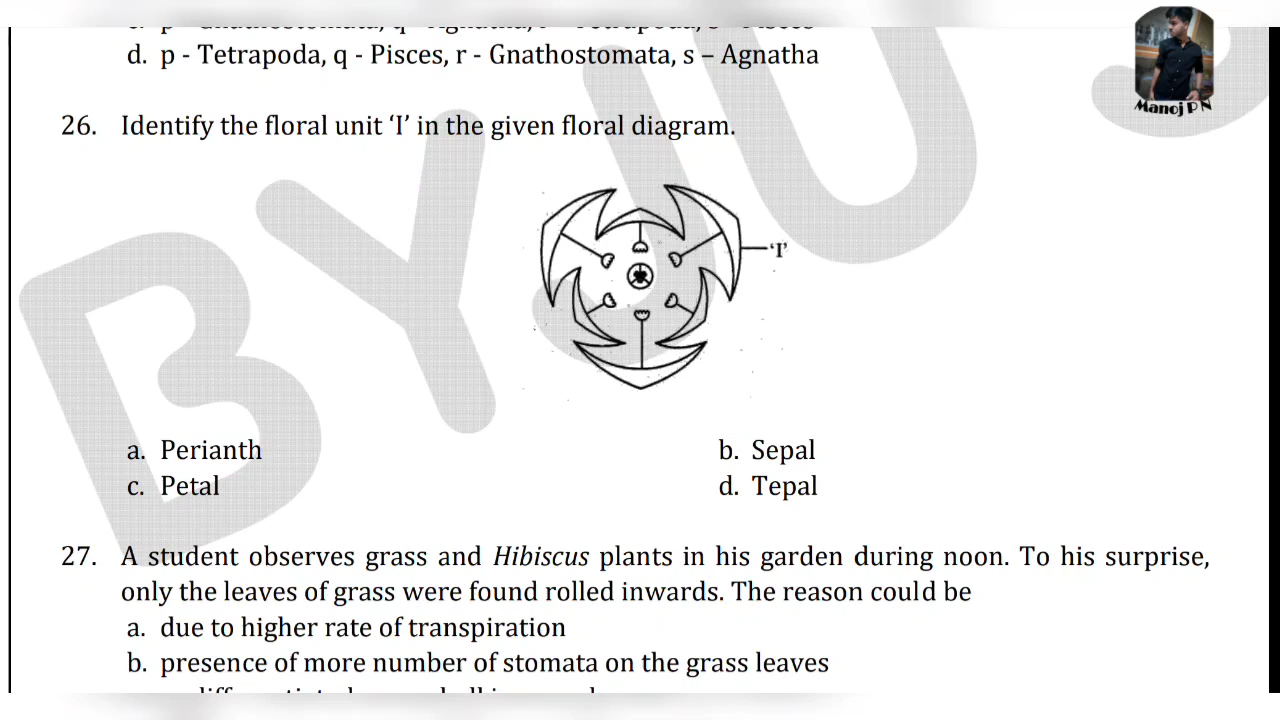 d. p - Tetrapoda, q - Pisces, r - Gnathostomata, s – Agnatha
Manoj P N
26. Identify the floral unit ‘I’ in the given floral diagram.
‘I’
a. Perianth
b. Sepal
c. Petal
d. Tepal
27. A student observes grass and Hibiscus plants in his garden during noon. To his surprise,
only the leaves of grass were found rolled inwards. The reason could be
a. due to higher rate of transpiration
b. presence of more number of stomata on the grass leaves
BYJU'S